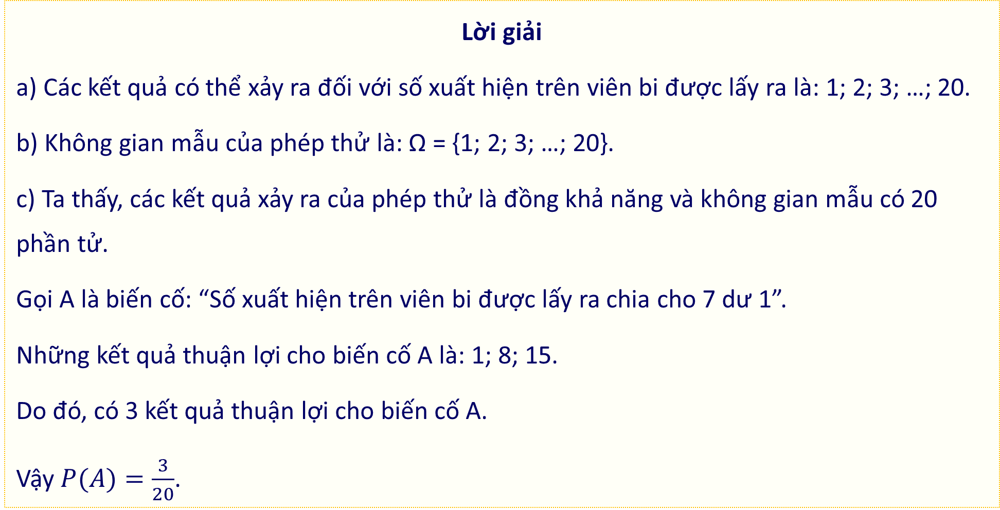 Lời giải
a) Các kết quả có thể xảy ra đối với số xuất hiện trên viên bi được lấy ra là: 1; 2; 3; ...; 20.
b) Không gian mẫu của phép thử là: Ω = {1; 2; 3; ...; 20}.
c) Ta thấy, các kết quả xảy ra của phép thử là đồng khả năng và không gian mẫu có 20
phần tử.
Gọi A là biến cố: “Số xuất hiện trên viên bi được lấy ra chia cho 7 dư 1”.
Những kết quả thuận lợi cho biến cố A là: 1; 8; 15.
Do đó, có 3 kết quả thuận lợi cho biến cố A.
Vậy P(A) = 3/20.